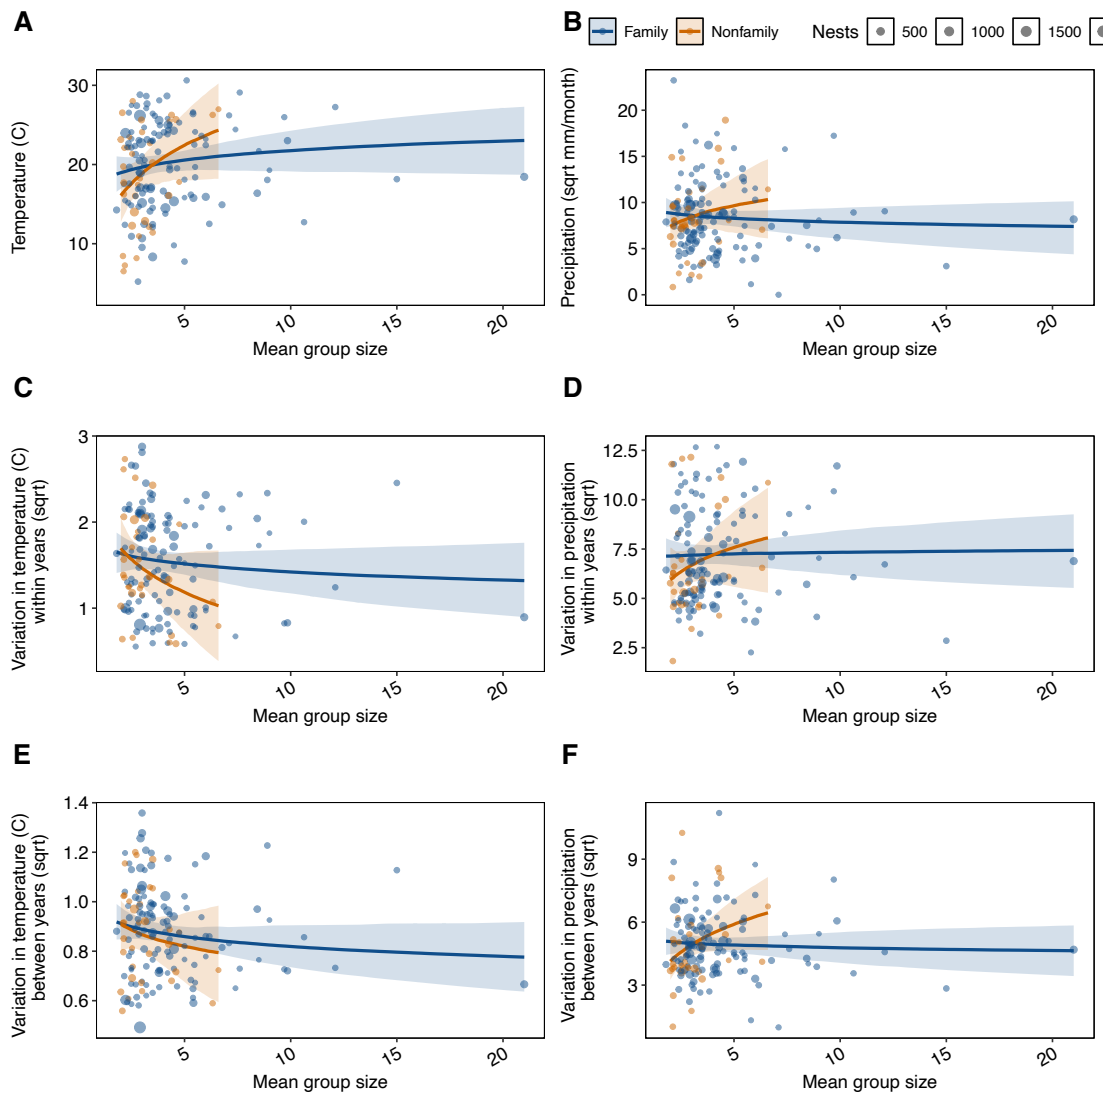 A
B
Family
Nonfamily
Nests
500
1000
1500
Temperature (C)
30
20
10
5
10
15
20
Mean group size
Precipitation (sqrt mm/month)
20
15
10
5
0
5
10
15
20
Mean group size
C
D
Variation in temperature (C)
within years (sqrt)
3
2
1
5
10
15
20
Mean group size
Variation in precipitation
within years (sqrt)
12.5
10.0
7.5
5.0
2.5
5
10
15
20
Mean group size
E
F
Variation in temperature (C)
between years (sqrt)
1.4
1.2
1.0
0.8
0.6
5
10
15
20
Mean group size
Variation in precipitation
between years (sqrt)
9
6
3
5
10
15
20
Mean group size